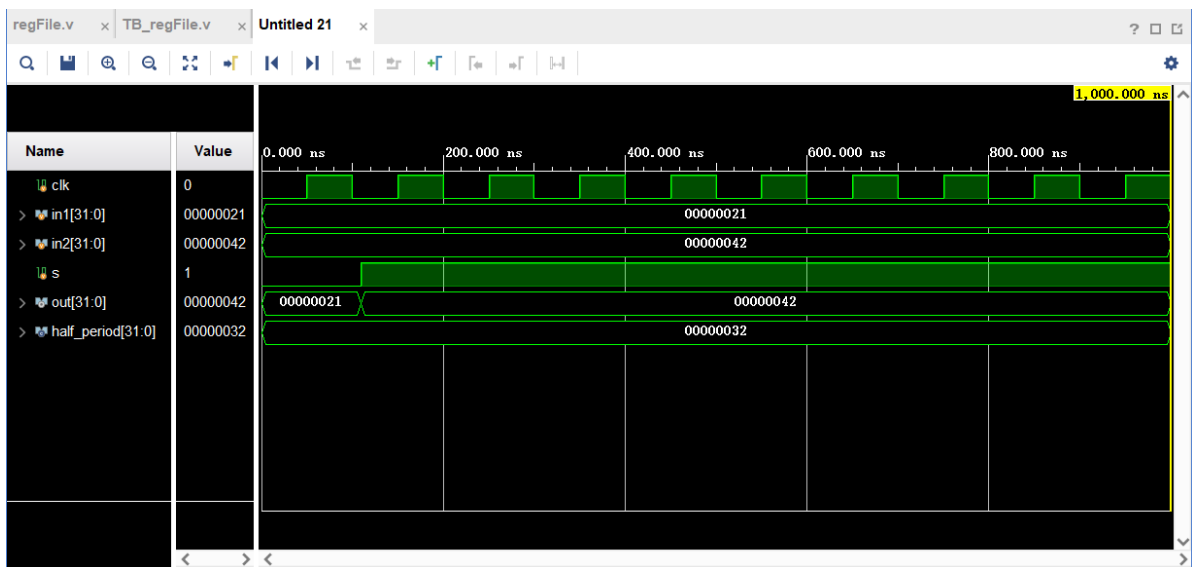 regFile.v × TB_regFile.v × Untitled 21 × ?
1,000.000 ns
Name Value 0.000 ns 200.000 ns 400.000 ns 600.000 ns 800.000 ns
clk 0
in1[31:0] 00000021 00000021
in2[31:0] 00000042 00000042
s 1
out[31:0] 00000042 00000021 00000042
half_period[31:0] 00000032 00000032